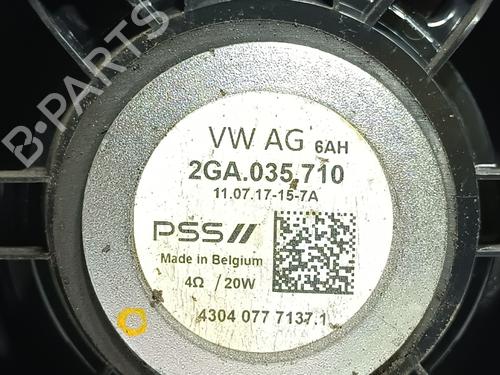 B-PARTS
VW AG 6AH
2GA.035.710
11.07.17-15-7A
PSS//
Made in Belgium
4Ω / 20W
4304 077 7137.1